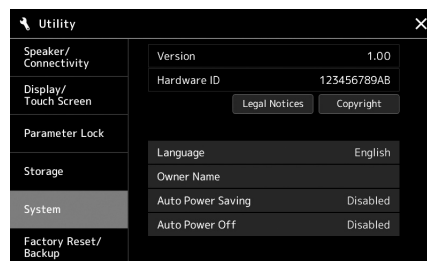 Utility
Speaker/
Connectivity
Display/
Touch Screen
Parameter Lock
Storage
System
Factory Reset/
Backup
Version 1.00
Hardware ID 123456789AB
Legal Notices Copyright
Language English
Owner Name
Auto Power Saving Disabled
Auto Power Off Disabled